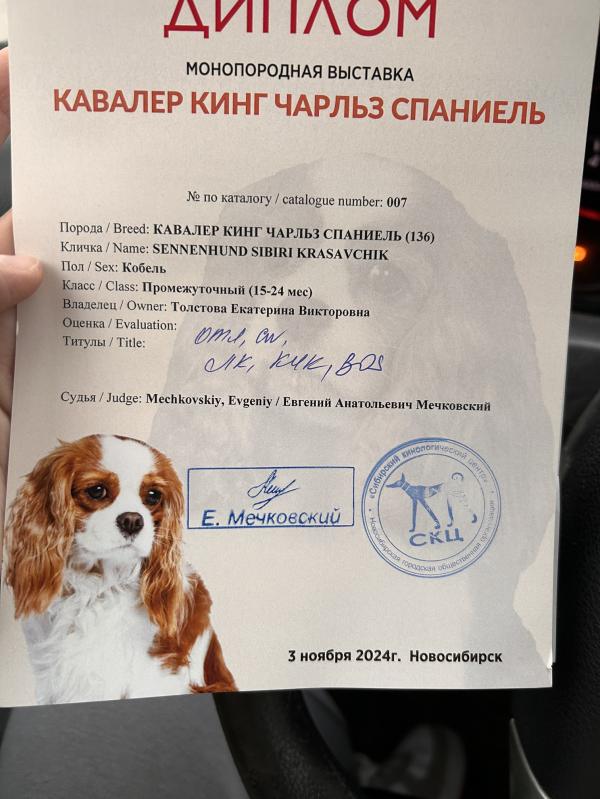 ДИПЛОМ
МОНОПОРОДНАЯ ВЫСТАВКА
КАВАЛЕР КИНГ ЧАРЛЬЗ СПАНИЕЛЬ
№ по каталогу / catalogue number: 007
Порода / Breed: КАВАЛЕР КИНГ ЧАРЛЬЗ СПАНИЕЛЬ (136)
Кличка / Name: SENNENHUND SIBIRI KRASAVCHIK
Пол / Sex: Кобель
Класс / Class: Промежуточный (15-24 мес)
Владелец / Owner: Толстова Екатерина Викторовна
Оценка / Evaluation: отл, CW,
Титулы / Title: ЛК, КЧК, BOS
Судья / Judge: Mechkovskiy, Evgeniy / Евгений Анатольевич Мечковский
Е. Мечковский
«Сибирский кинологический центр»
СКЦ
Новосибирская городская общественная организация
3 ноября 2024г. Новосибирск